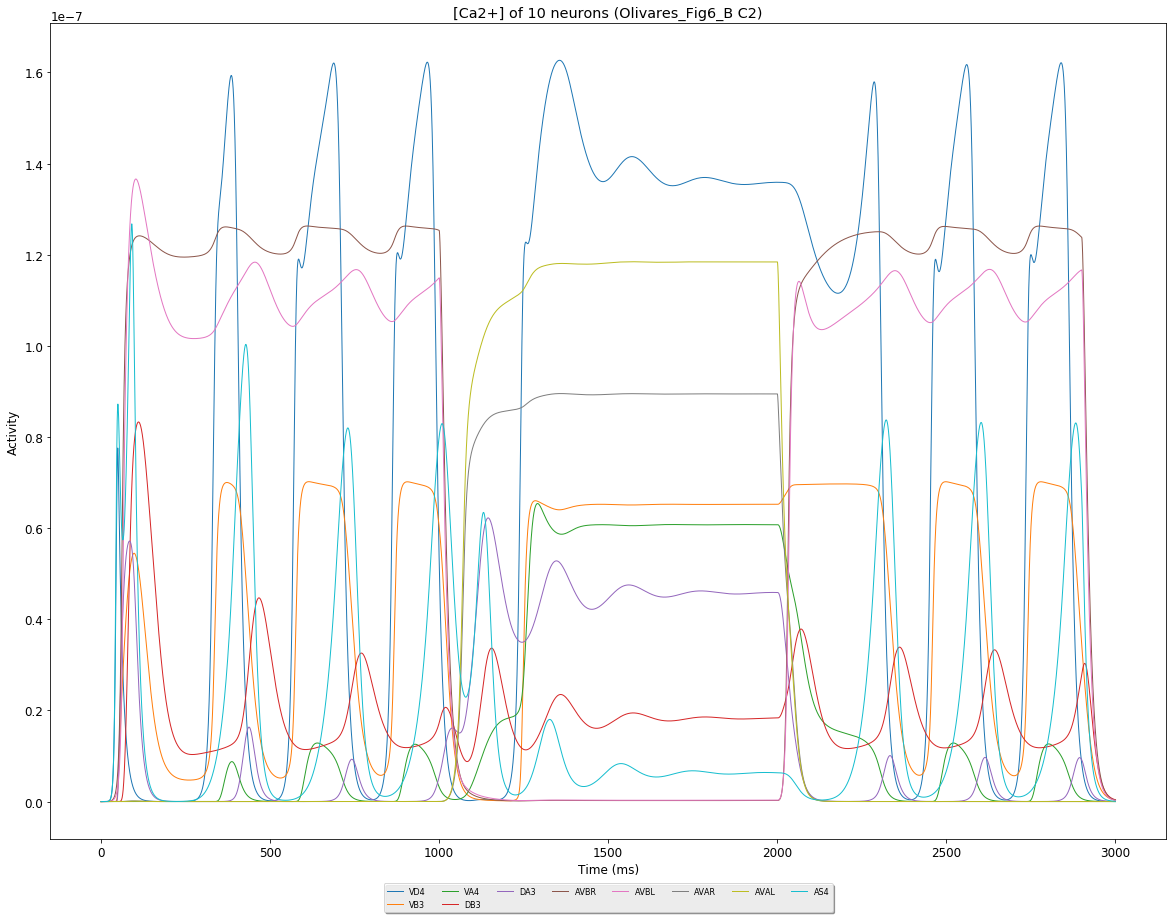 [Ca2+] of 10 neurons (Olivares_Fig6_B C2)
1e−7
1.6
1.4
1.2
1.0
0.8
0.6
0.4
0.2
0.0
Activity
0 500 1000 1500 2000 2500 3000
Time (ms)
VD4 VA4 DA3 AVBR AVBL AVAR AVAL AS4
VB3 DB3